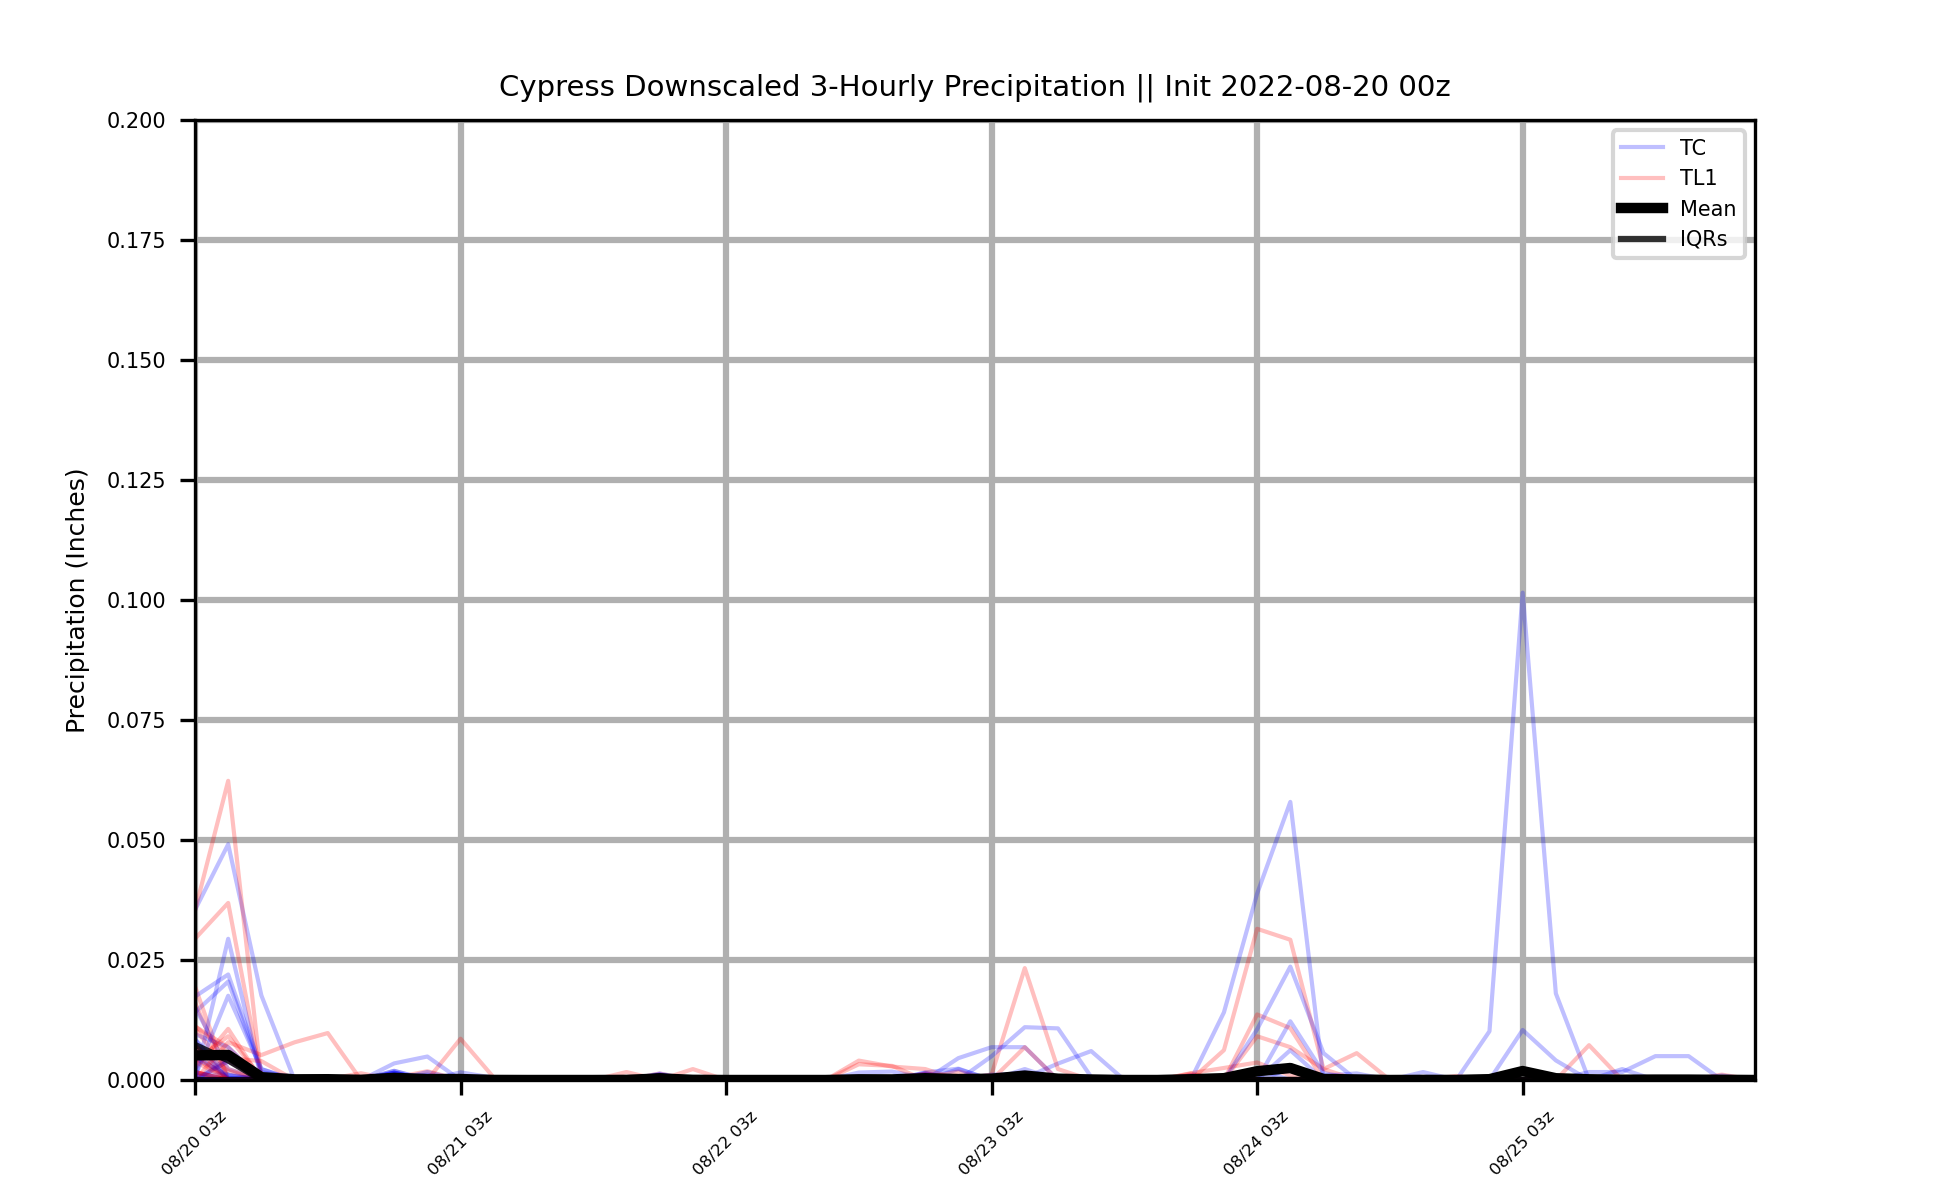 Cypress Downscaled 3-Hourly Precipitation || Init 2022-08-20 00z
Precipitation (Inches)
0.200
0.175
0.150
0.125
0.100
0.075
0.050
0.025
0.000
TC
TL1
Mean
IQRs
08/20 03z
08/21 03z
08/22 03z
08/23 03z
08/24 03z
08/25 03z